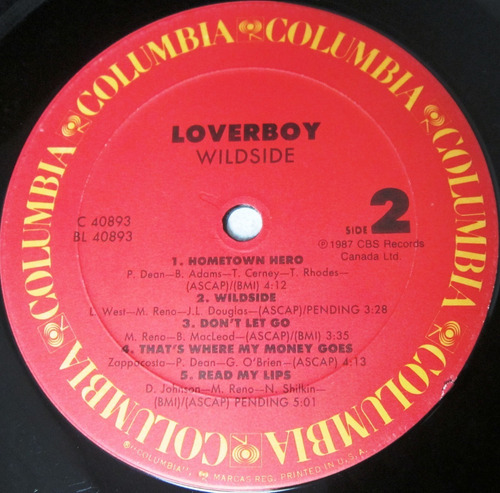 COLUMBIA COLUMBIA COLUMBIA COLUMBIA COLUMBIA COLUMBIA COLUMBIA COLUMBIA
LOVERBOY
WILDSIDE
C 40893
BL 40893
SIDE 2
℗1987 CBS Records
Canada Ltd.
1. HOMETOWN HERO
P. Dean—B. Adams—T. Cerney—T. Rhodes—
(ASCAP)/(BMI) 4:12
2. WILDSIDE
L. West—M. Reno—J.L. Douglas—(ASCAP)/PENDING 3:28
3. DON'T LET GO
M. Reno—B. MacLeod—(ASCAP)/(BMI) 3:35
4. THAT'S WHERE MY MONEY GOES
Zappacosta—P. Dean—G. O'Brien—(ASCAP) 4:13
5. READ MY LIPS
D. Johnson—M. Reno—N. Shilkin—
(BMI)/(ASCAP) PENDING 5:01
®"COLUMBIA", MARCAS REG. PRINTED IN U.S.A.